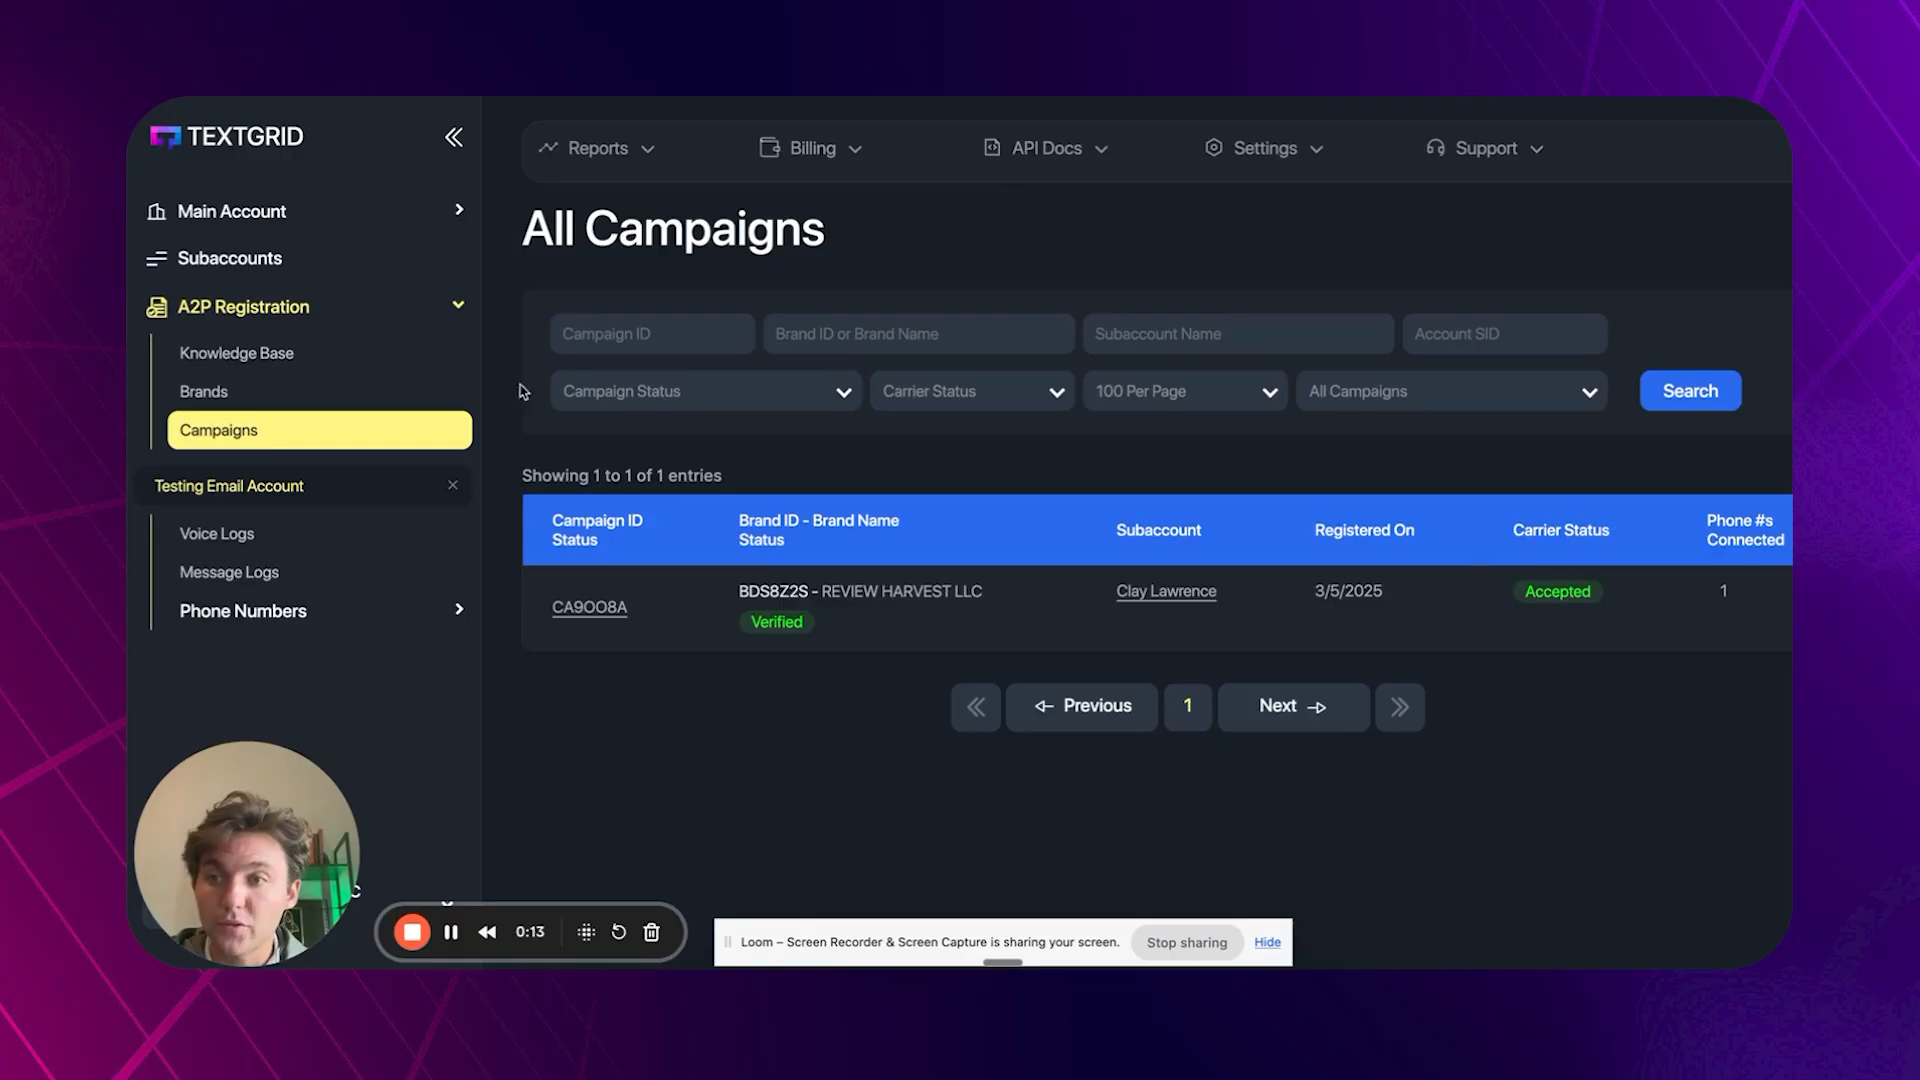 TEXTGRID
Main Account
Subaccounts
A2P Registration
Knowledge Base
Brands
Campaigns
Testing Email Account
Voice Logs
Message Logs
Phone Numbers
Reports
Billing
API Docs
Settings
Support
All Campaigns
Campaign ID
Brand ID or Brand Name
Subaccount Name
Account SID
Campaign Status
Carrier Status
100 Per Page
All Campaigns
Search
Showing 1 to 1 of 1 entries
Campaign ID
Status
Brand ID - Brand Name
Status
Subaccount
Registered On
Carrier Status
Phone #s
Connected
CA9OO8A
BDS8Z2S - REVIEW HARVEST LLC
Verified
Clay Lawrence
3/5/2025
Accepted
1
Previous
1
Next
0:13
Loom – Screen Recorder & Screen Capture is sharing your screen.
Stop sharing
Hide